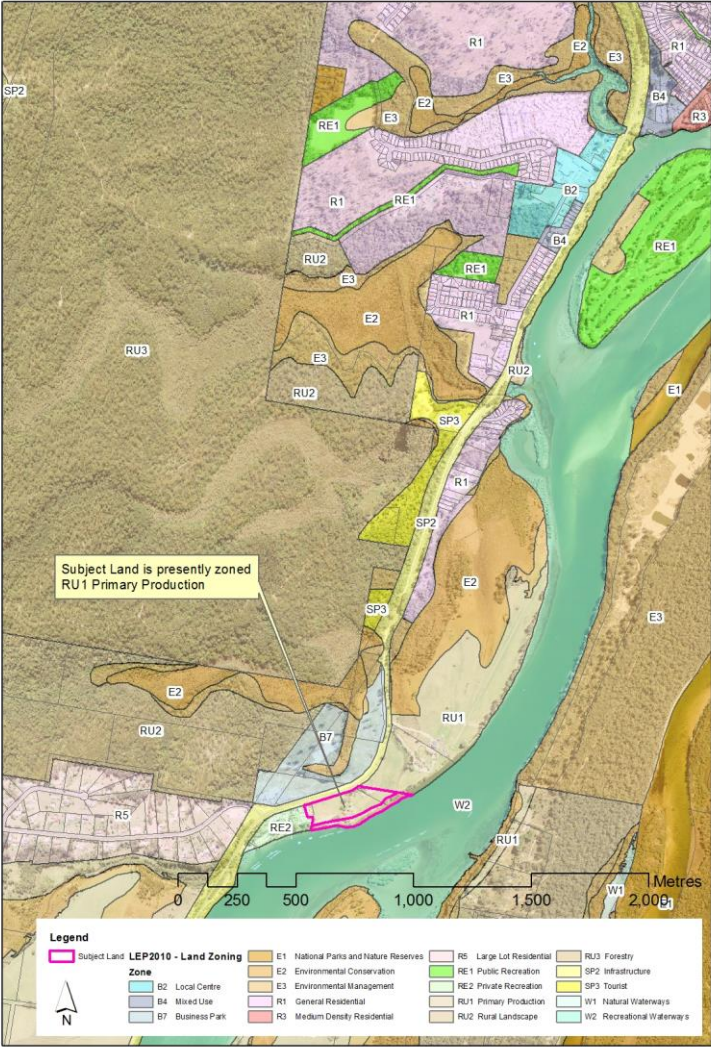 R1
E2
E3
R1
SP2
E3
E2
B4
R3
RE1
E3
R1
RE1
B2
RE1
B4
RU2
E3
RE1
E2
R1
RU3
E3
RU2
RU2
E1
SP3
R1
SP2
Subject Land is presently zoned
RU1 Primary Production
E2
SP3
E3
E2
RU1
RU2
B7
R5
RE2
W2
RU1
W1
0 250 500 1,000 1,500 2,000 Metres
Legend
Subject Land
LEP2010 - Land Zoning
Zone
B2 Local Centre
B4 Mixed Use
B7 Business Park
E1 National Parks and Nature Reserves
E2 Environmental Conservation
E3 Environmental Management
R1 General Residential
R3 Medium Density Residential
R5 Large Lot Residential
RE1 Public Recreation
RE2 Private Recreation
RU1 Primary Production
RU2 Rural Landscape
RU3 Forestry
SP2 Infrastructure
SP3 Tourist
W1 Natural Waterways
W2 Recreational Waterways
N